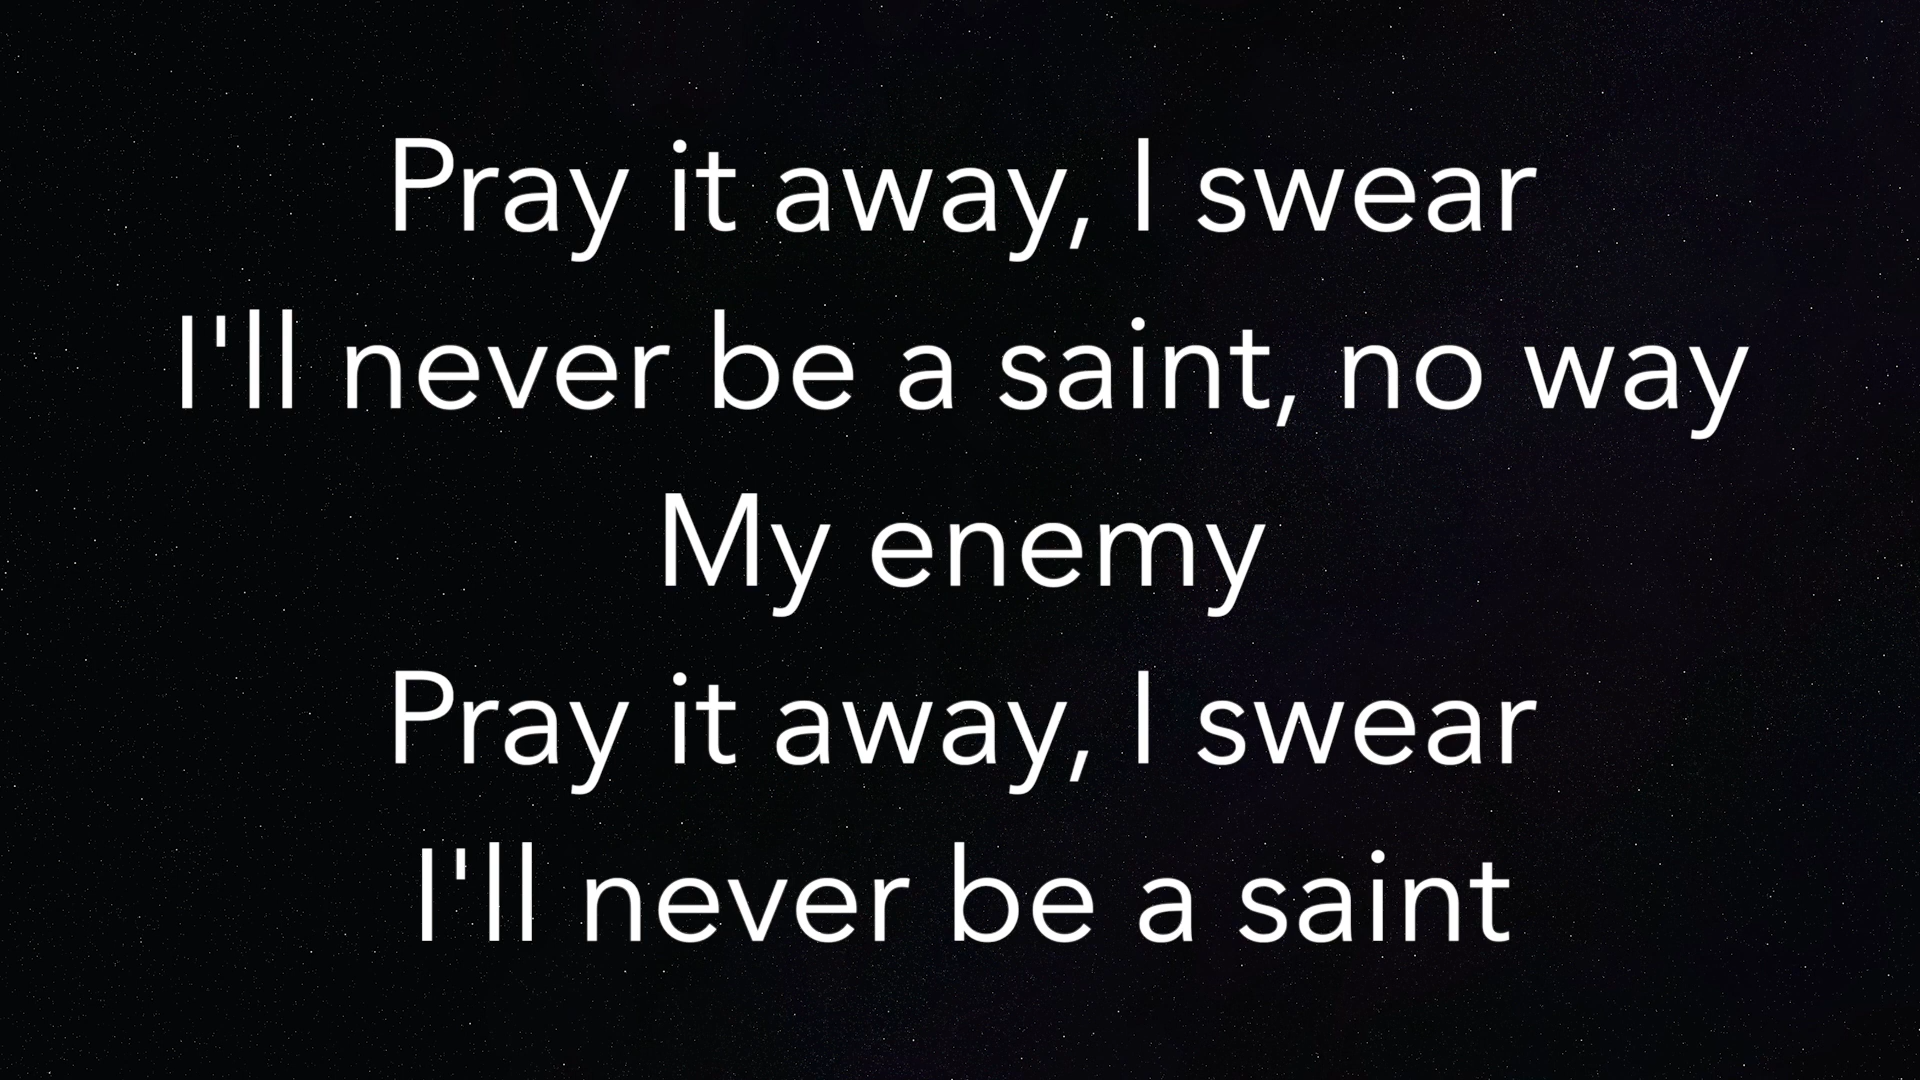 Pray it away, I swear
I'll never be a saint, no way
My enemy
Pray it away, I swear
I'll never be a saint